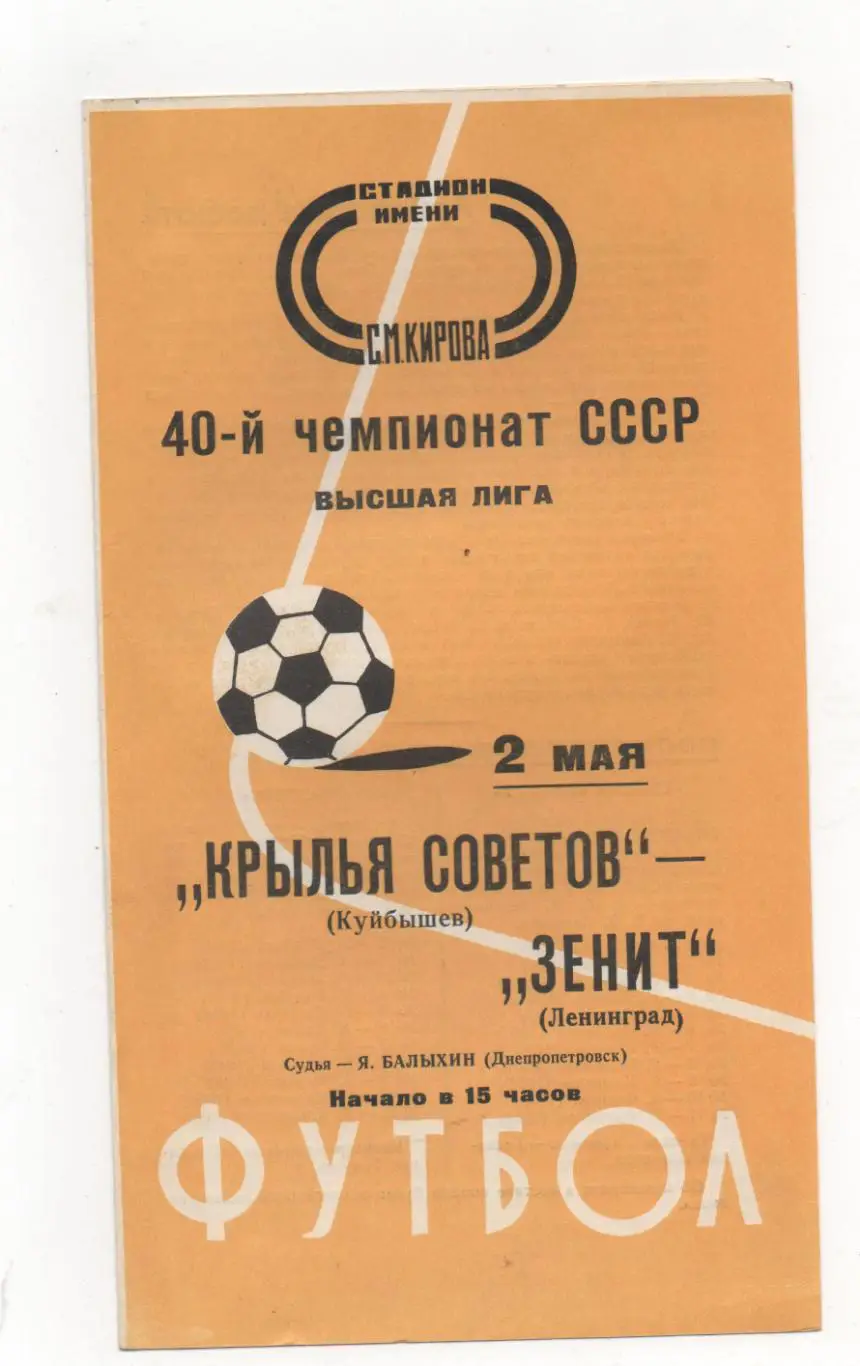 СТАДИОН
ИМЕНИ
С.М.КИРОВА
40-й чемпионат СССР
ВЫСШАЯ ЛИГА
2 МАЯ
„КРЫЛЬЯ СОВЕТОВ“ —
(Куйбышев)
„ЗЕНИТ“
(Ленинград)
Судья — Я. БАЛЫХИН (Днепропетровск)
Начало в 15 часов
ФУТБОЛ